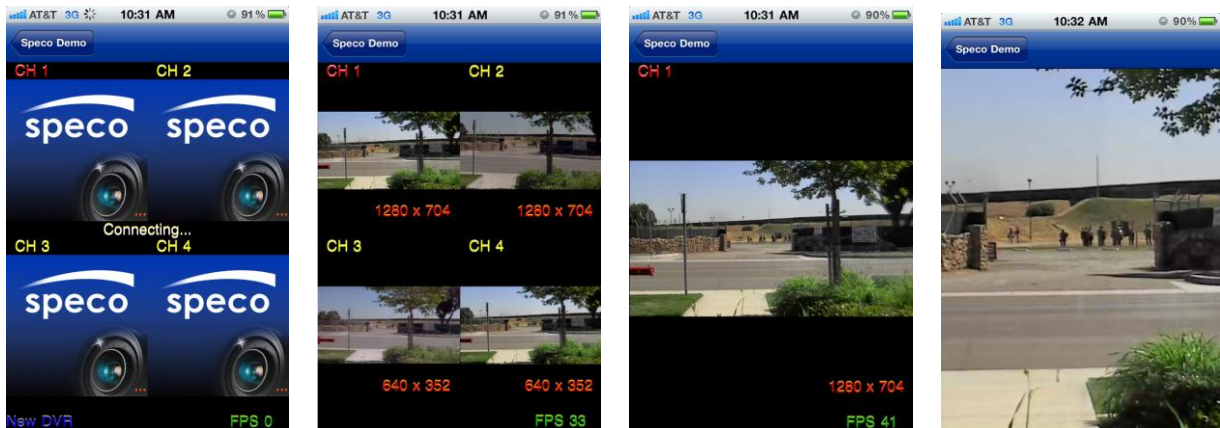 AT&T 3G 10:31 AM 91%
Speco Demo
CH 1 CH 2
speco speco
Connecting...
CH 3 CH 4
speco speco
New DVR FPS 0
AT&T 3G 10:31 AM 91%
Speco Demo
CH 1 CH 2
1280 x 704 1280 x 704
CH 3 CH 4
640 x 352 640 x 352
FPS 33
AT&T 3G 10:31 AM 90%
Speco Demo
CH 1
1280 x 704
FPS 41
AT&T 3G 10:32 AM 90%
Speco Demo